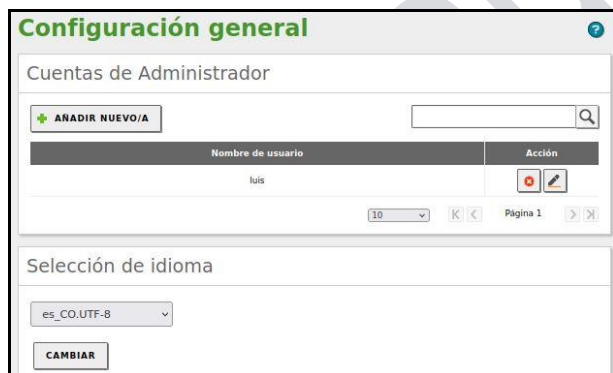 Configuración general
?
Cuentas de Administrador
AÑADIR NUEVO/A
Nombre de usuario Acción
luis
10 Página 1
Selección de idioma
es_CO.UTF-8
CAMBIAR